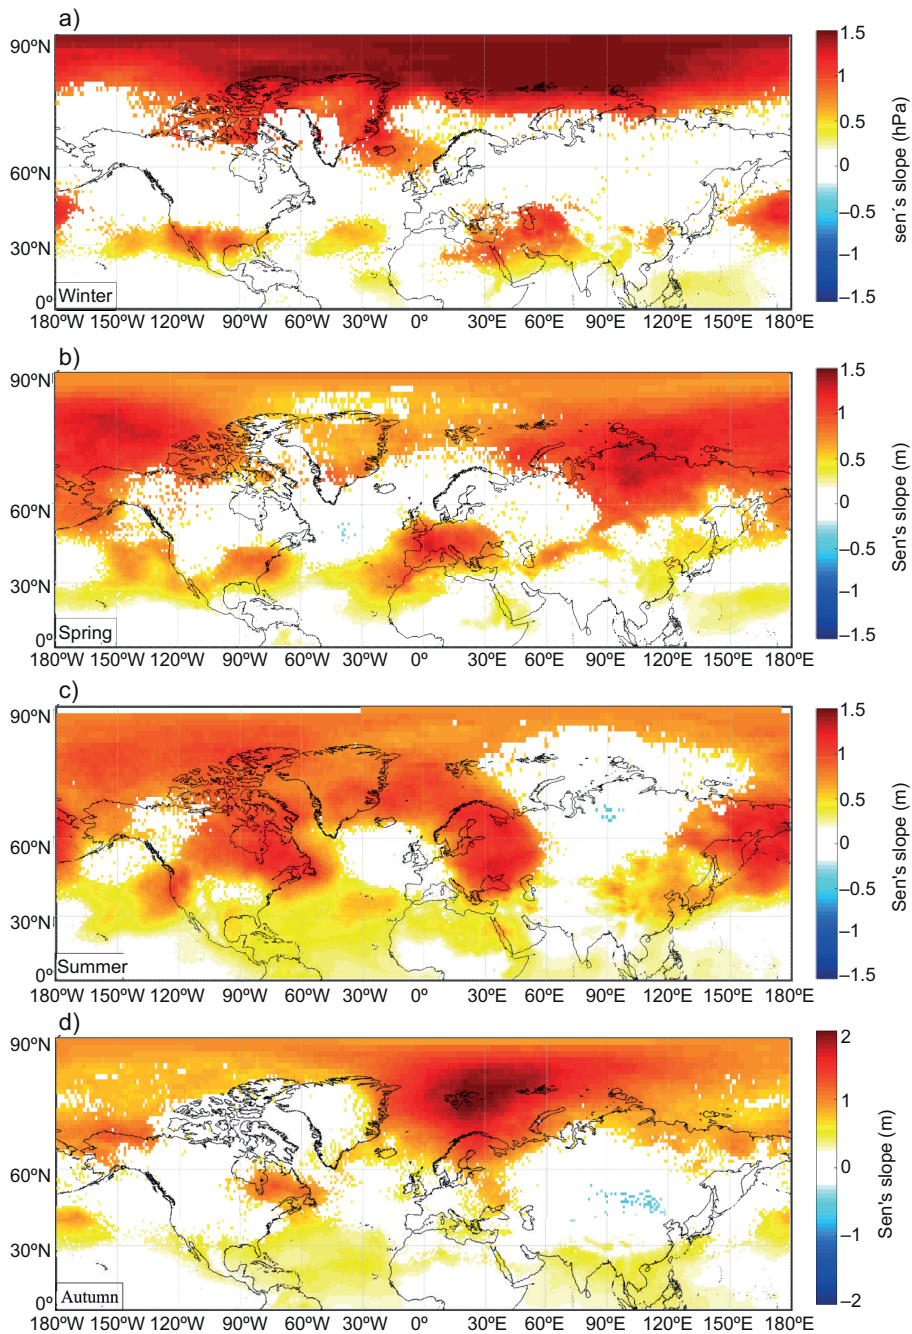 a)
90ºN
60ºN
30ºN
0º
Winter
180ºW 150ºW 120ºW 90ºW 60ºW 30ºW 0º 30ºE 60ºE 90ºE 120ºE 150ºE 180ºE
1.5
1
0.5
0
–0.5
–1
–1.5
sen´s slope (hPa)
b)
90ºN
60ºN
30ºN
0º
Spring
180ºW 150ºW 120ºW 90ºW 60ºW 30ºW 0º 30ºE 60ºE 90ºE 120ºE 150ºE 180ºE
1.5
1
0.5
0
–0.5
–1
–1.5
Sen's slope (m)
c)
90ºN
60ºN
30ºN
0º
Summer
180ºW 150ºW 120ºW 90ºW 60ºW 30ºW 0º 30ºE 60ºE 90ºE 120ºE 150ºE 180ºE
1.5
1
0.5
0
–0.5
–1
–1.5
Sen's slope (m)
d)
90ºN
60ºN
30ºN
0º
Autumn
180ºW 150ºW 120ºW 90ºW 60ºW 30ºW 0º 30ºE 60ºE 90ºE 120ºE 150ºE 180ºE
2
1
0
–1
–2
Sen's slope (m)